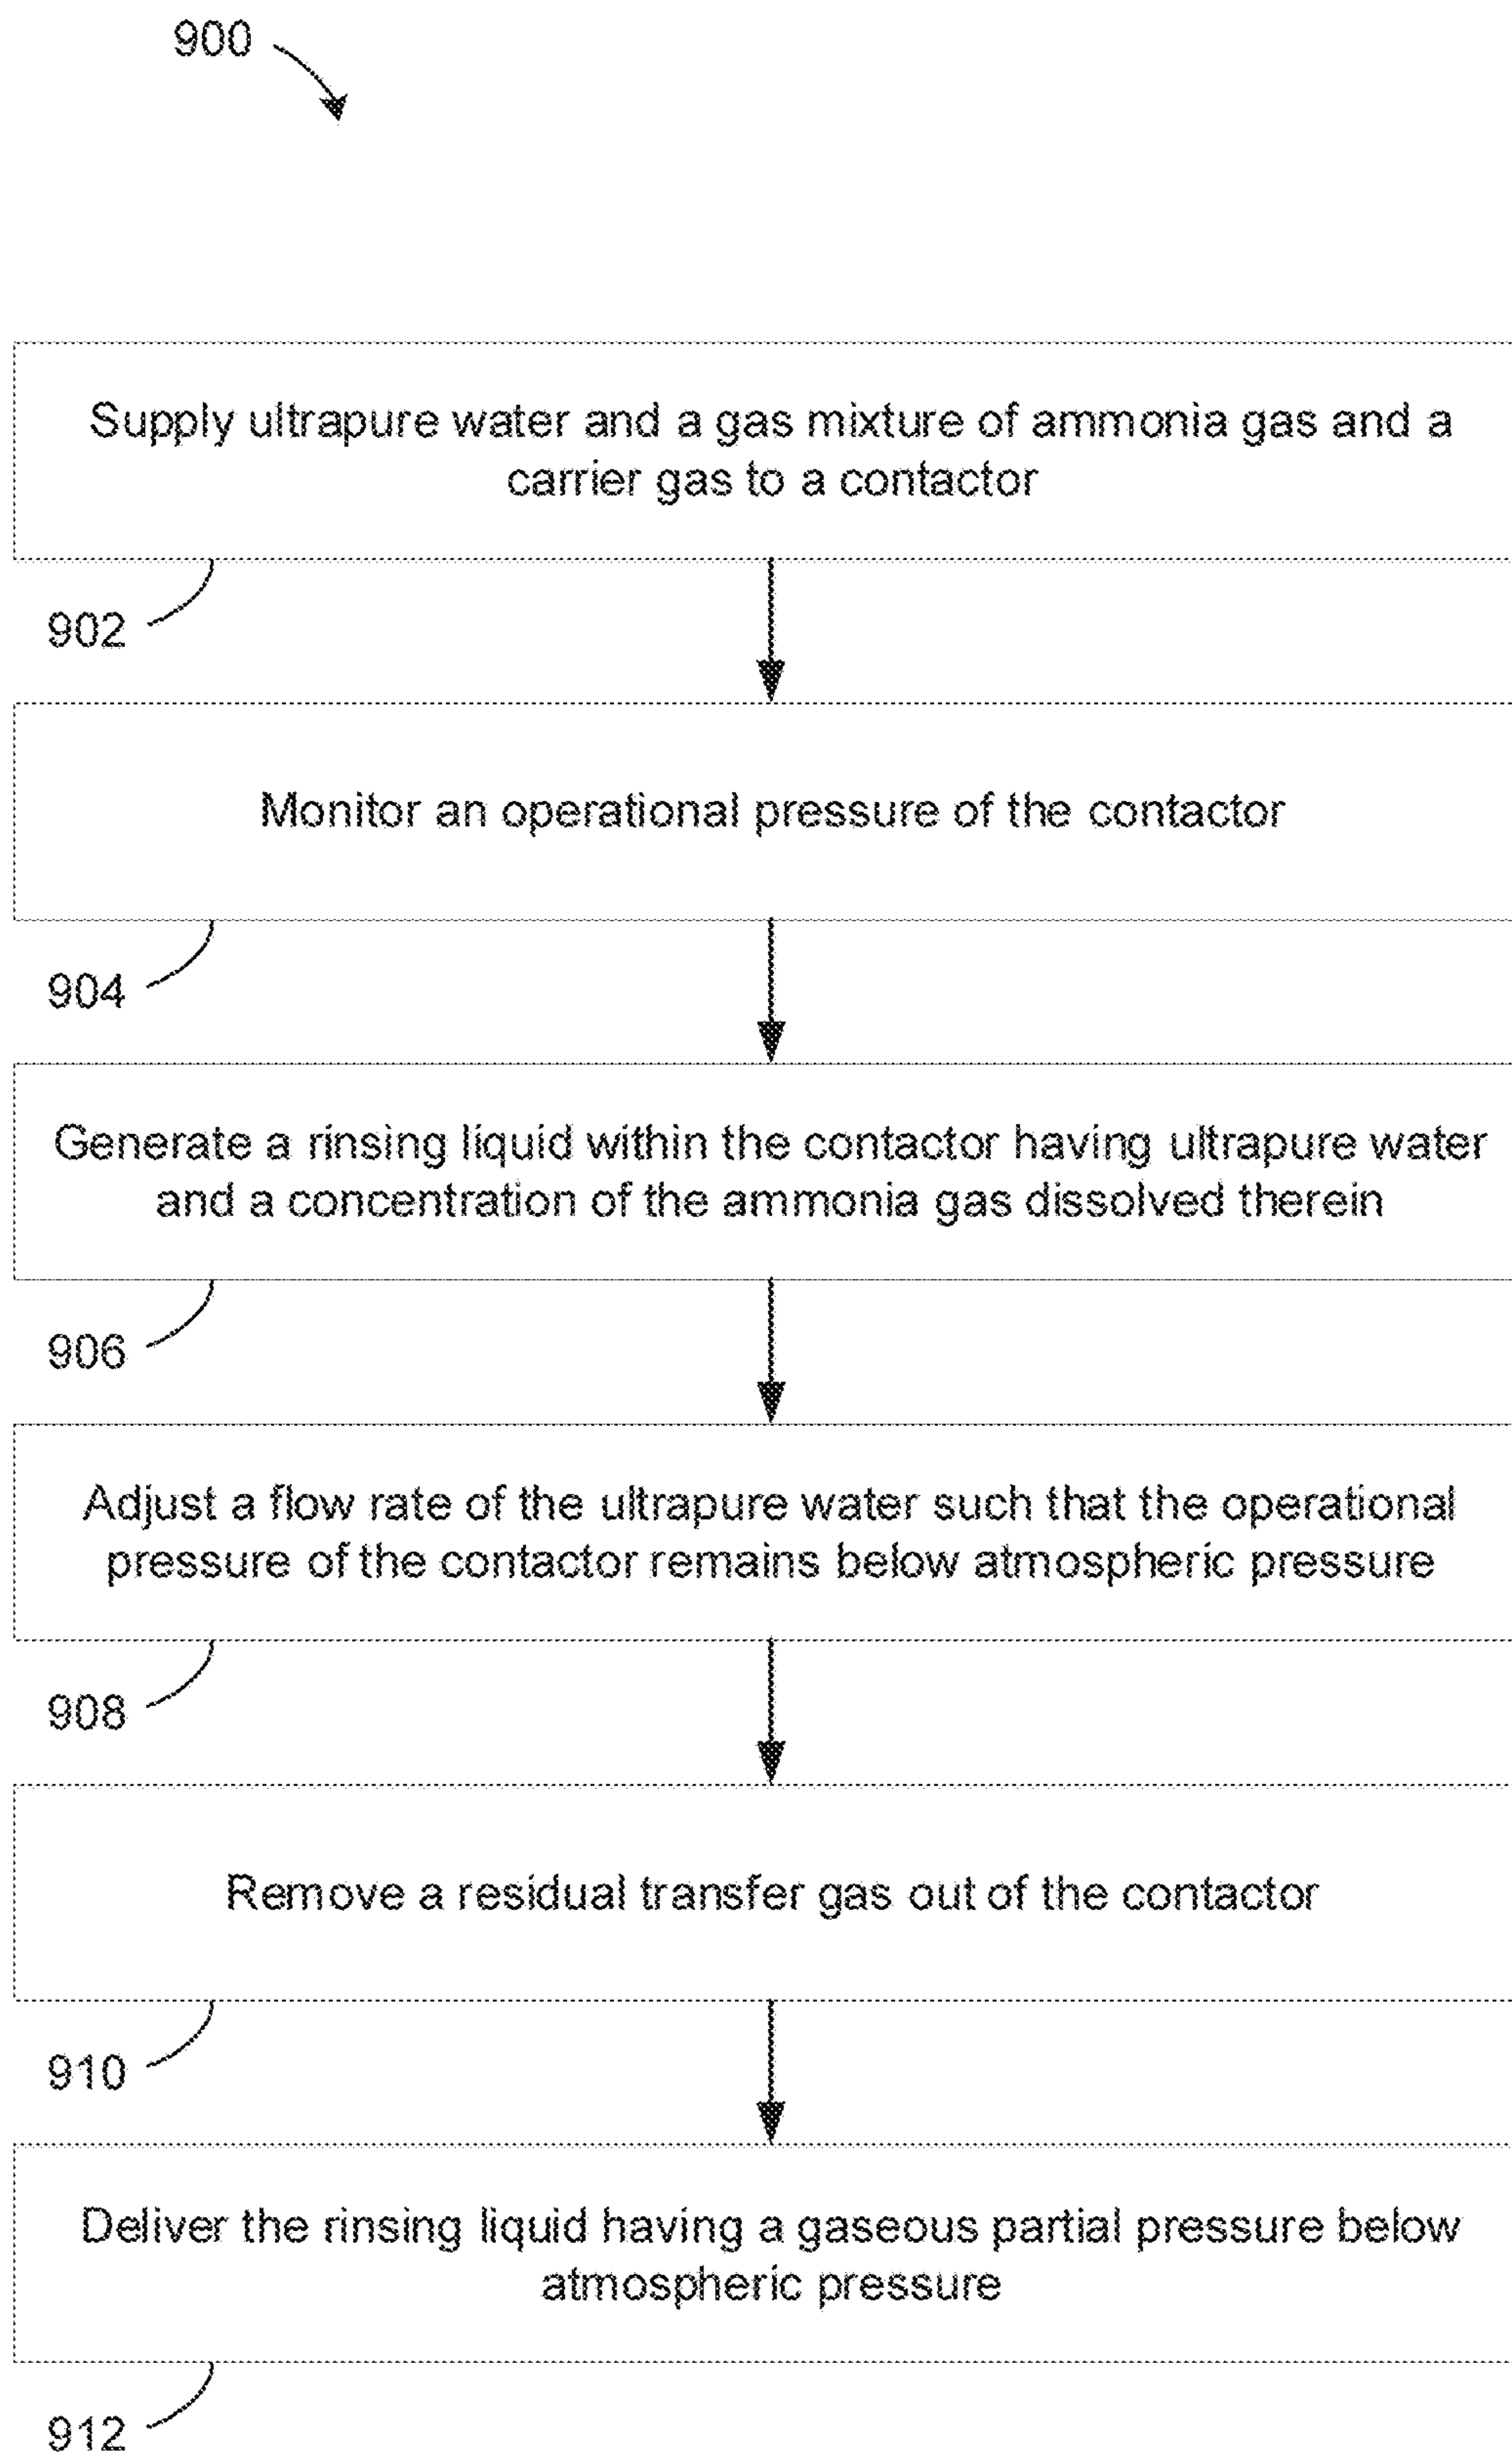 900
Supply ultrapure water and a gas mixture of ammonia gas and a
carrier gas to a contactor
902
Monitor an operational pressure of the contactor
904
Generate a rinsing liquid within the contactor having ultrapure water
and a concentration of the ammonia gas dissolved therein
906
Adjust a flow rate of the ultrapure water such that the operational
pressure of the contactor remains below atmospheric pressure
908
Remove a residual transfer gas out of the contactor
910
Deliver the rinsing liquid having a gaseous partial pressure below
atmospheric pressure
912